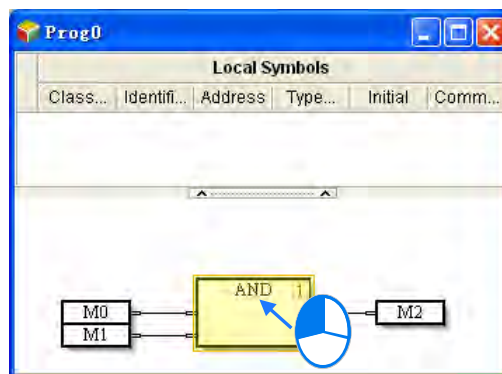 Prog0
Local Symbols
Class... Identifi... Address Type... Initial Comm...
AND 1
M0 M2
M1